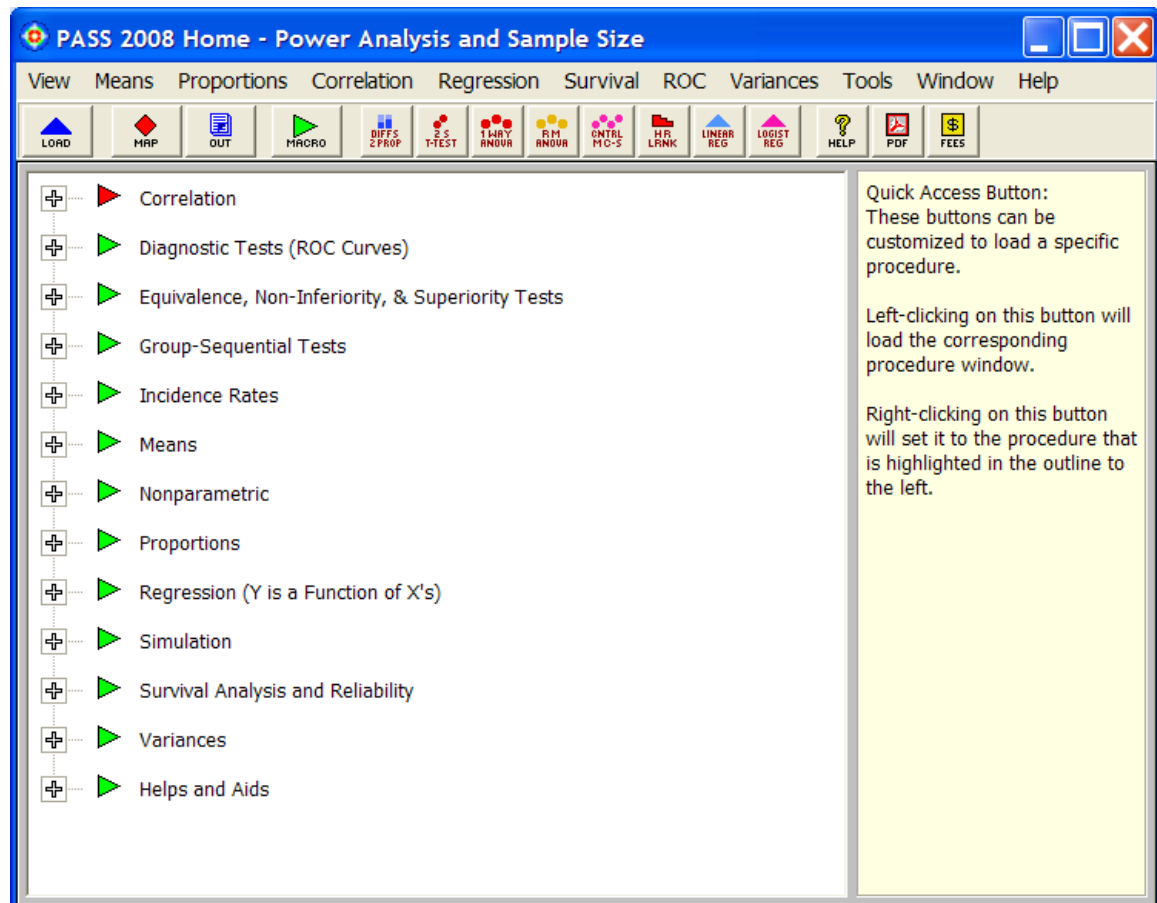 PASS 2008 Home - Power Analysis and Sample Size
View Means Proportions Correlation Regression Survival ROC Variances Tools Window Help
LOAD MAP OUT MACRO DIFFS 2 PROP 2 S T-TEST 1 WAY ANOVA R M ANOVA CNTRL MC-S H R LRNK LINEAR REG LOGIST REG HELP PDF FEES
Correlation
Diagnostic Tests (ROC Curves)
Equivalence, Non-Inferiority, & Superiority Tests
Group-Sequential Tests
Incidence Rates
Means
Nonparametric
Proportions
Regression (Y is a Function of X's)
Simulation
Survival Analysis and Reliability
Variances
Helps and Aids
Quick Access Button:
These buttons can be
customized to load a specific
procedure.
Left-clicking on this button will
load the corresponding
procedure window.
Right-clicking on this button
will set it to the procedure that
is highlighted in the outline to
the left.